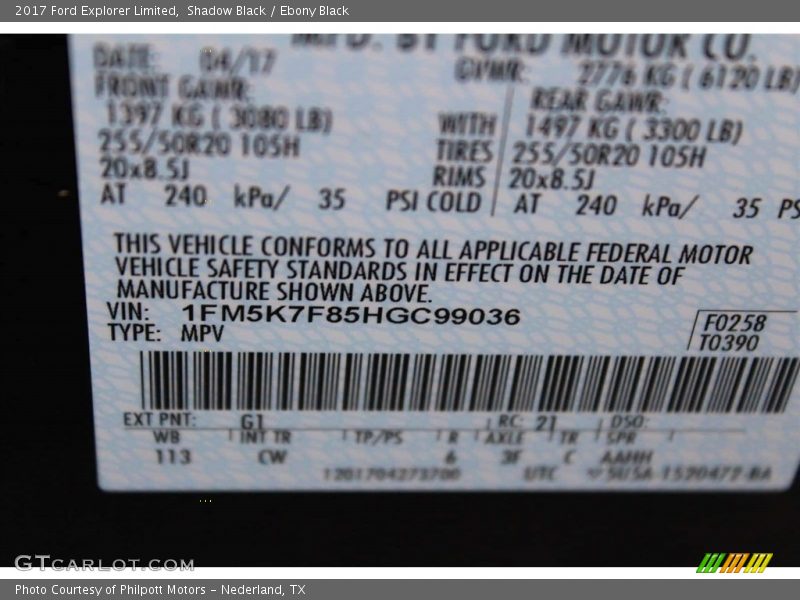 2017 Ford Explorer Limited, Shadow Black / Ebony Black
MFD. BY FORD MOTOR CO.
DATE: 04/17 GVWR: 2776 KG ( 6120 LB)
FRONT GAWR: REAR GAWR:
1397 KG ( 3080 LB) WITH 1497 KG ( 3300 LB)
255/50R20 105H TIRES 255/50R20 105H
20x8.5J RIMS 20x8.5J
AT 240 kPa/ 35 PSI COLD AT 240 kPa/ 35 PS
THIS VEHICLE CONFORMS TO ALL APPLICABLE FEDERAL MOTOR
VEHICLE SAFETY STANDARDS IN EFFECT ON THE DATE OF
MANUFACTURE SHOWN ABOVE.
VIN: 1FM5K7F85HGC99036 F0258
TYPE: MPV T0390
EXT PNT: G1 RC: 21 DSO:
WB INT TR TP/PS R AXLE TR SPR
113 CW 6 3F C AAHH
1201704273700 UTC
GTCARLOT.COM
Photo Courtesy of Philpott Motors - Nederland, TX